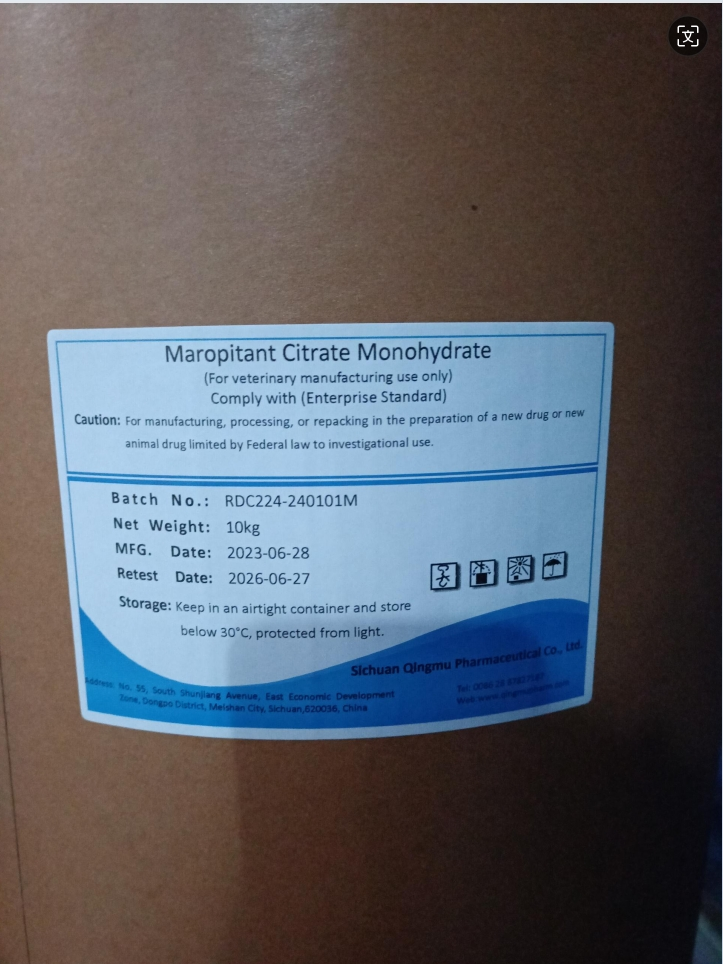 Maropitant Citrate Monohydrate
(For veterinary manufacturing use only)
Comply with (Enterprise Standard)
Caution: For manufacturing, processing, or repacking in the preparation of a new drug or new
animal drug limited by Federal law to investigational use.
Batch No.: RDC224-240101M
Net Weight: 10kg
MFG. Date: 2023-06-28
Retest Date: 2026-06-27
Storage: Keep in an airtight container and store
below 30°C, protected from light.
Sichuan Qingmu Pharmaceutical Co., Ltd.
Address: No. 55, South Shunjiang Avenue, East Economic Development
Zone, Dongpo District, Meishan City, Sichuan,620036, China
Tel: 0086 28
Web: